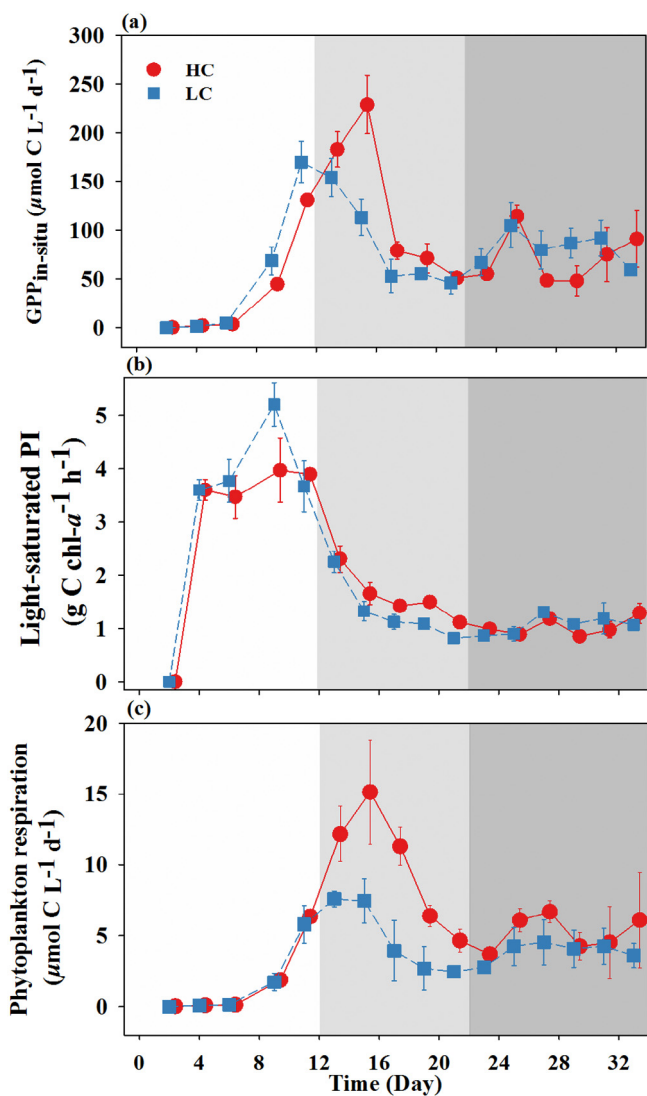 (a)
300
250
200
150
100
50
0
GPPin-situ (μmol C L-1 d-1)
HC
LC
(b)
5
4
3
2
1
0
Light-saturated PI
(g C chl-a-1 h-1)
(c)
20
15
10
5
0
Phytoplankton respiration
(μmol C L-1 d-1)
0 4 8 12 16 20 24 28 32
Time (Day)